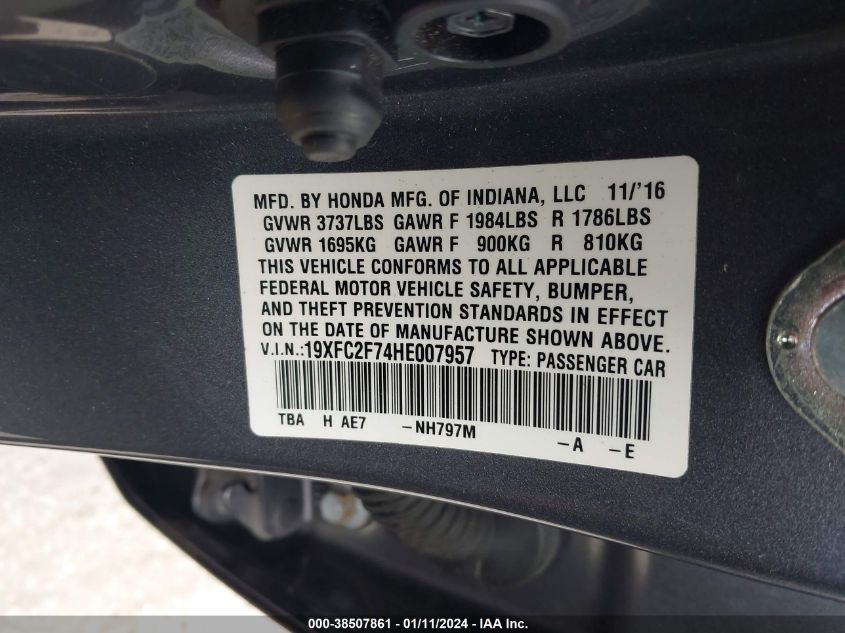 MFD. BY HONDA MFG. OF INDIANA, LLC 11/'16
GVWR 3737LBS GAWR F 1984LBS R 1786LBS
GVWR 1695KG GAWR F 900KG R 810KG
THIS VEHICLE CONFORMS TO ALL APPLICABLE
FEDERAL MOTOR VEHICLE SAFETY, BUMPER,
AND THEFT PREVENTION STANDARDS IN EFFECT
ON THE DATE OF MANUFACTURE SHOWN ABOVE.
V.I.N.:19XFC2F74HE007957 TYPE: PASSENGER CAR
TBA H AE7 -NH797M -A -E
000-38507861 - 01/11/2024 - IAA Inc.